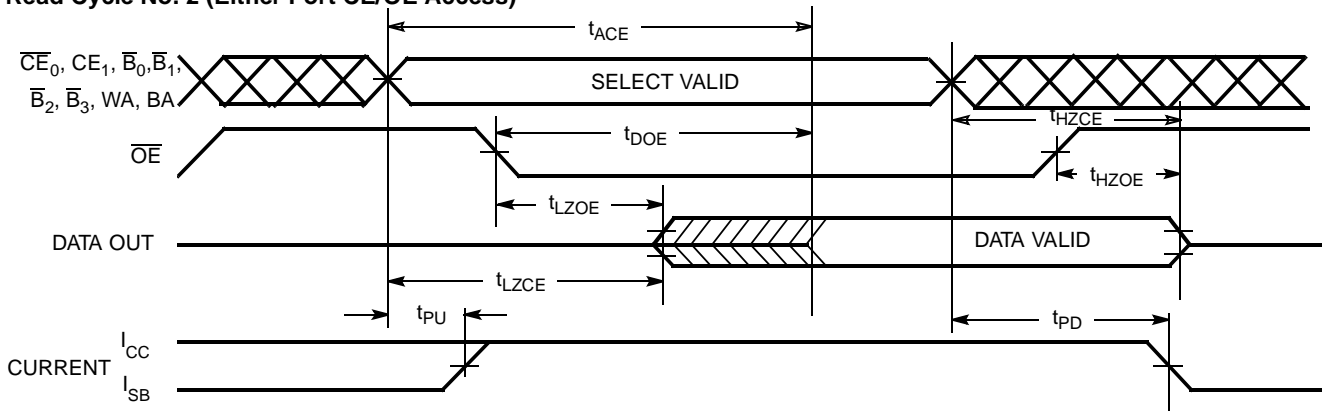 Read Cycle No. 2 (Either Port CE/OE Access)
tACE
CE0, CE1, B0,B1,
B2, B3, WA, BA
SELECT VALID
tHZCE
tDOE
OE
tHZOE
tLZOE
DATA OUT
DATA VALID
tLZCE
tPU
tPD
ICC
CURRENT
ISB